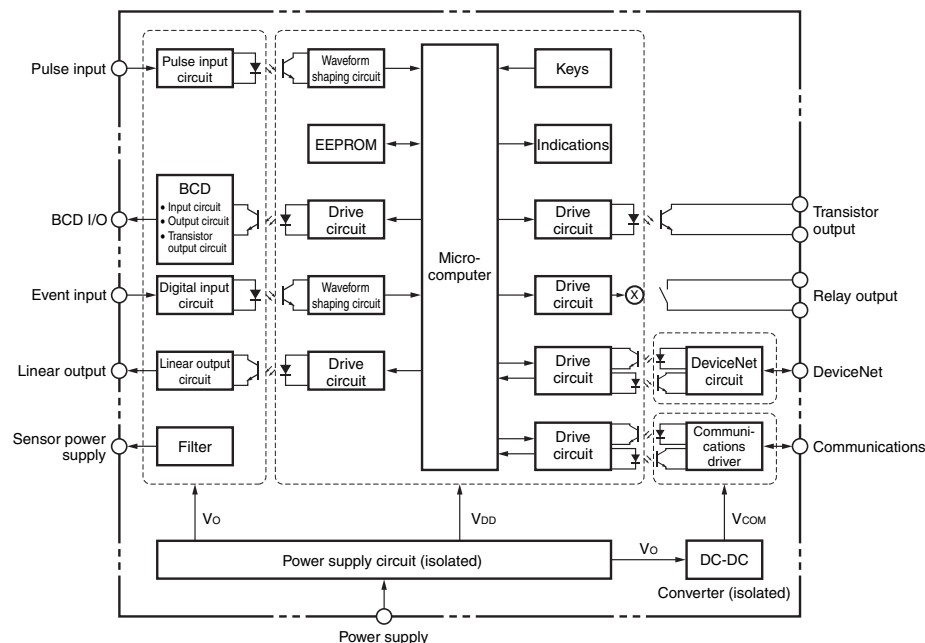 Pulse input
Pulse input
circuit
Waveform
shaping circuit
Keys
EEPROM
Indications
BCD I/O
BCD
• Input circuit
• Output circuit
• Transistor
output circuit
Drive
circuit
Micro-
computer
Drive
circuit
Transistor
output
Event input
Digital input
circuit
Waveform
shaping circuit
Drive
circuit
X
Relay output
Linear output
Linear output
circuit
Drive
circuit
Drive
circuit
DeviceNet
circuit
DeviceNet
Sensor power
supply
Filter
Drive
circuit
Communi-
cations
driver
Communications
VO
VDD
VCOM
Power supply circuit (isolated)
VO
DC-DC
Converter (isolated)
Power supply